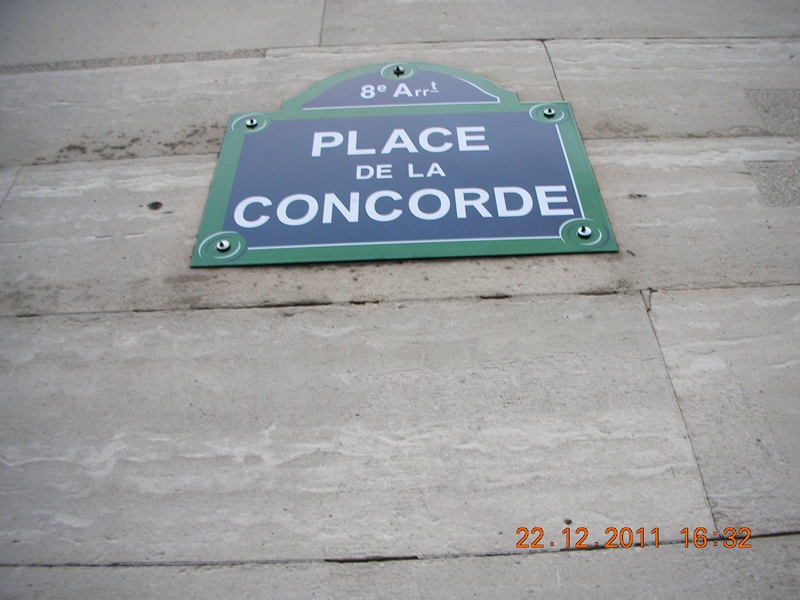 8e Arrt
PLACE
DE LA
CONCORDE
22.12.2011 16:32